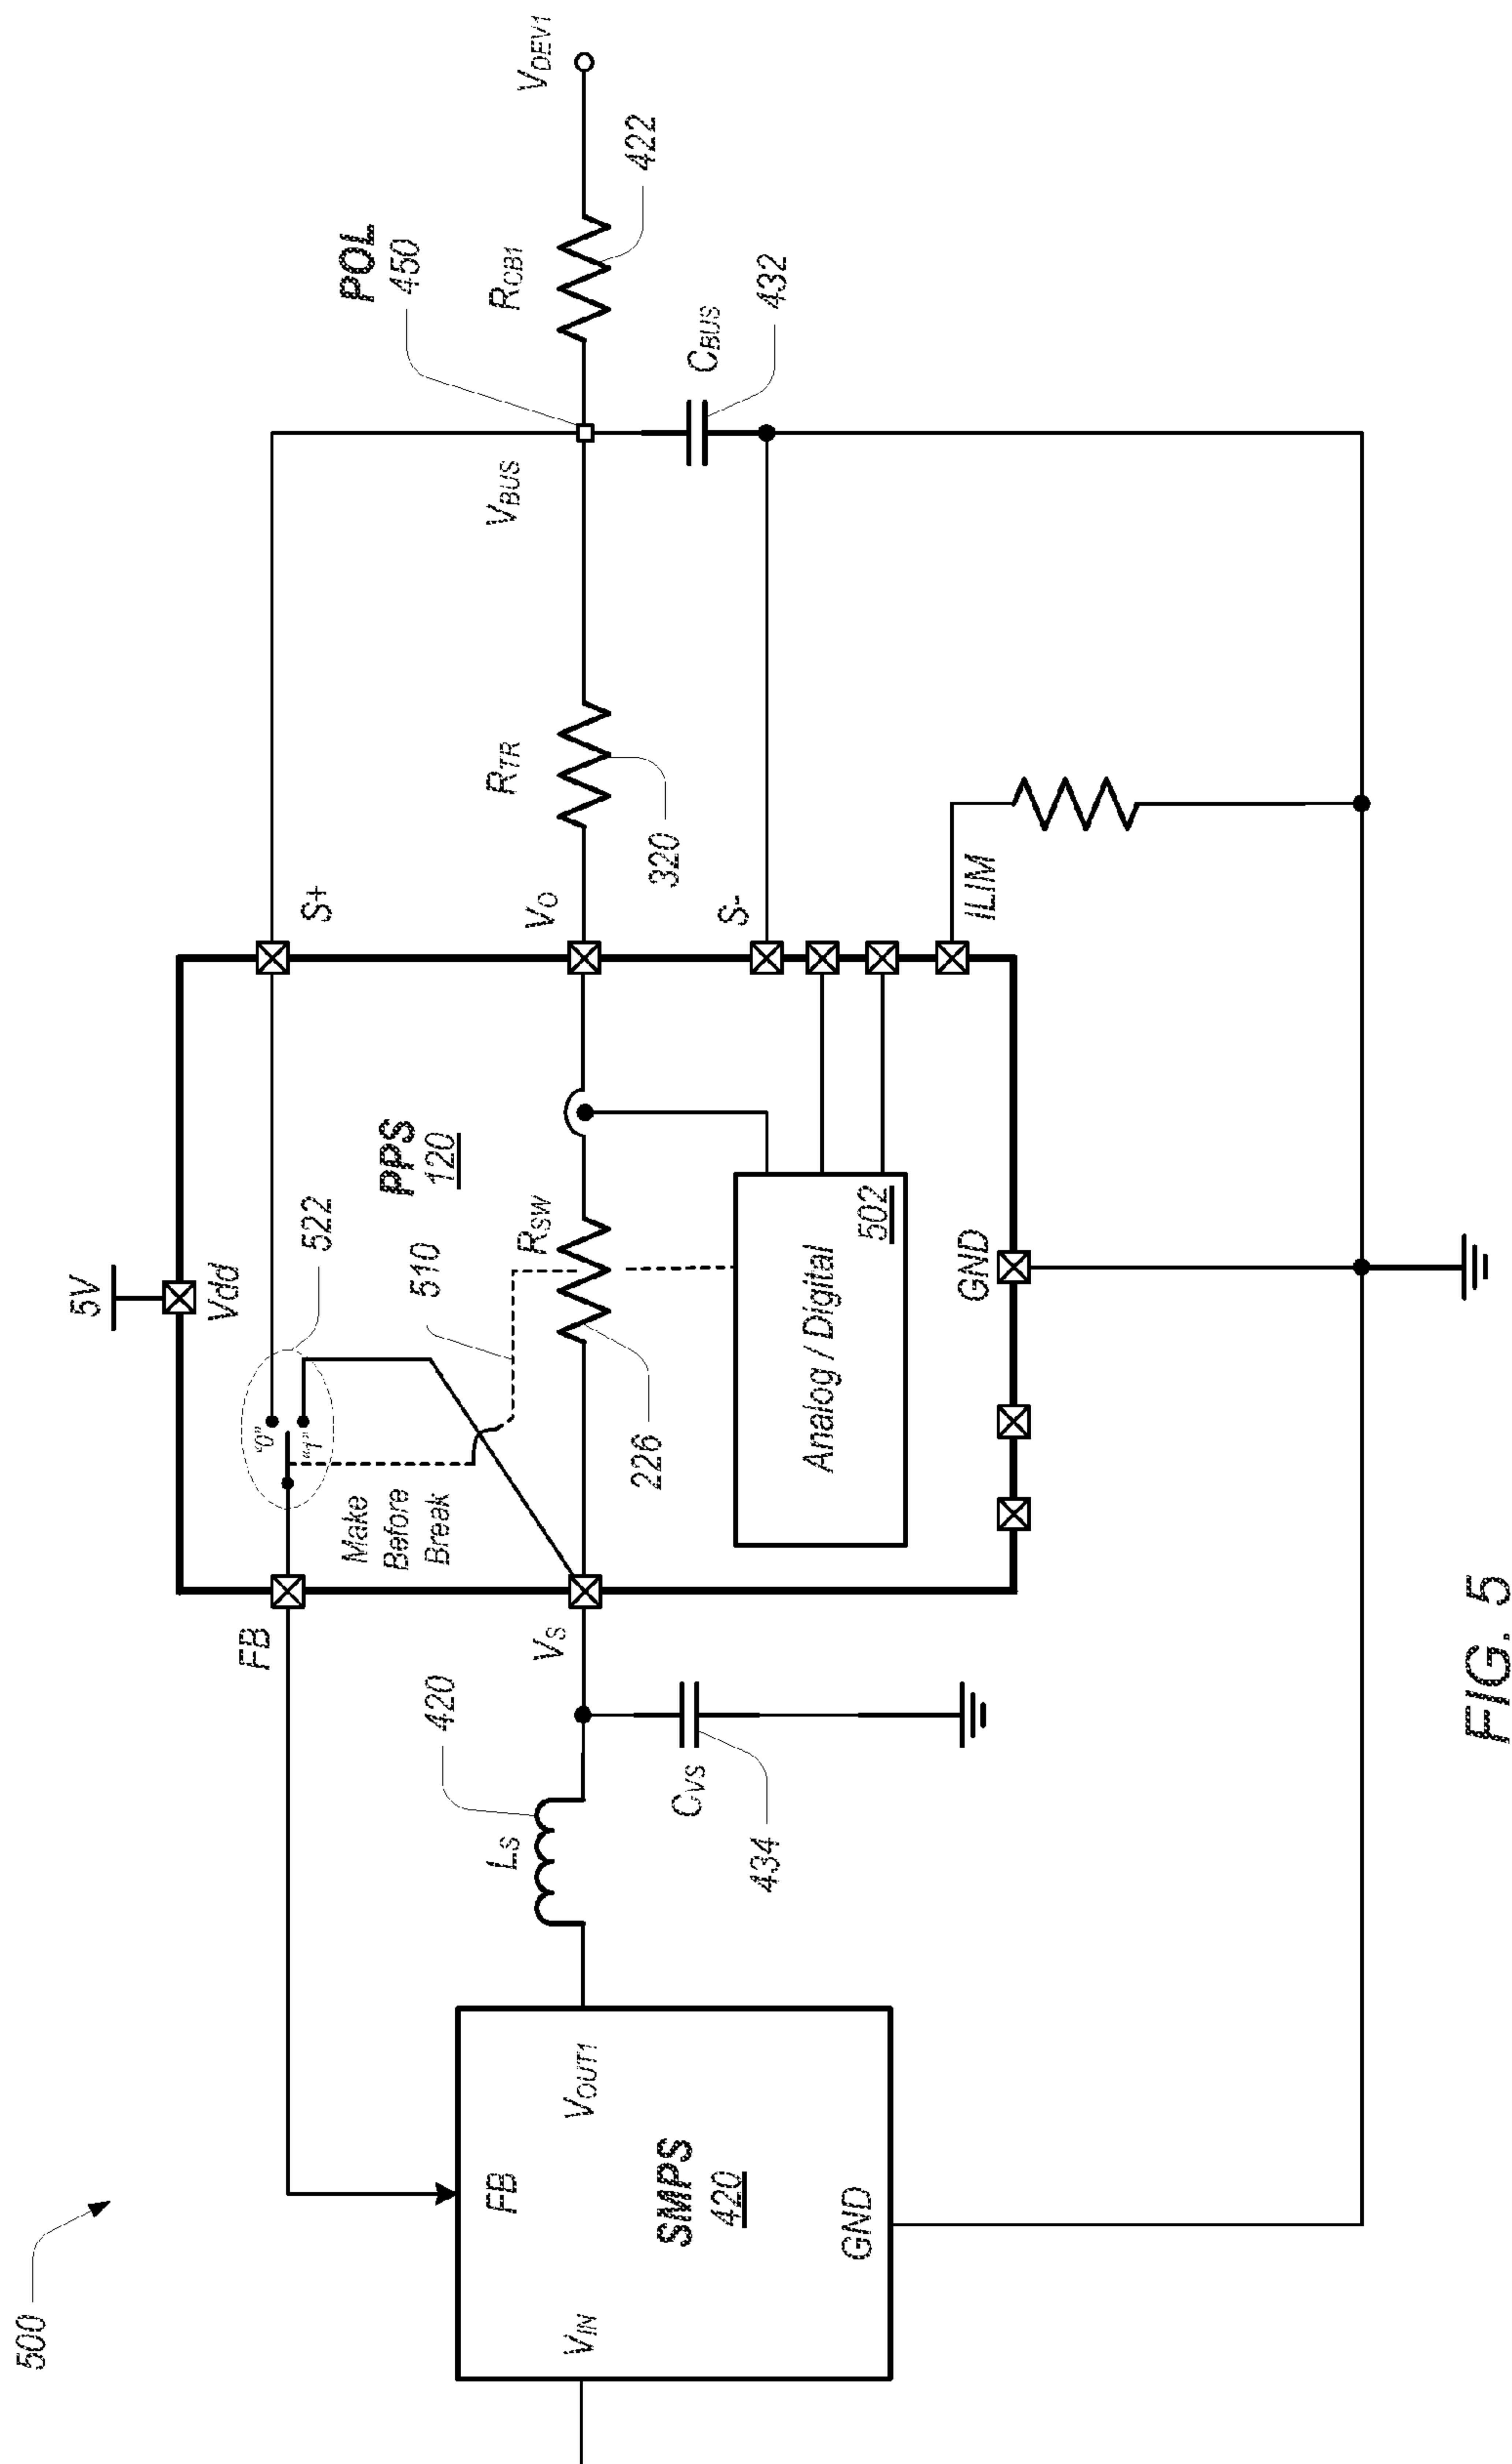 500
5V
Vdd
522
S+
FB
"0"
"1"
Make
Before
Break
PPS
120
510
POL
450
VDEV1
VIN
FB
VOUT1
SMPS
420
GND
LS
420
VS
RSW
226
VO
RTR
320
VBUS
RCB1
422
CVS
434
Analog / Digital
502
S-
CBUS
432
ILIM
GND
FIG. 5